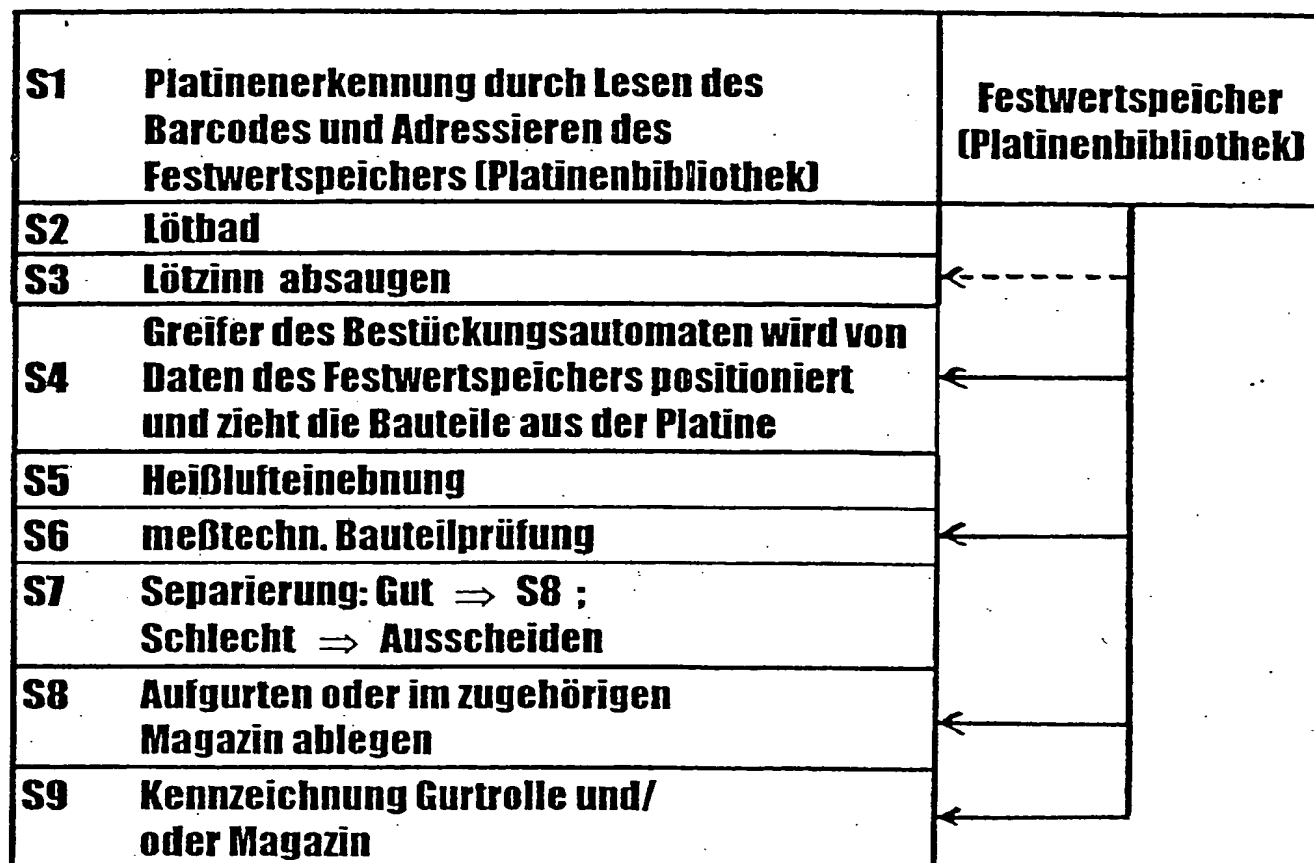 S1 Platinenerkennung durch Lesen des
Barcodes und Adressieren des
Festwertspeichers (Platinenbibliothek)
Festwertspeicher
(Platinenbibliothek)
S2 Lötbad
S3 Lötzinn absaugen
Greifer des Bestückungsautomaten wird von
S4 Daten des Festwertspeichers positioniert
und zieht die Bauteile aus der Platine
S5 Heißlufteinebnung
S6 meßtechn. Bauteilprüfung
S7 Separierung: Gut ⇒ S8 ;
Schlecht ⇒ Ausscheiden
S8 Aufgurten oder im zugehörigen
Magazin ablegen
S9 Kennzeichnung Gurtrolle und/
oder Magazin